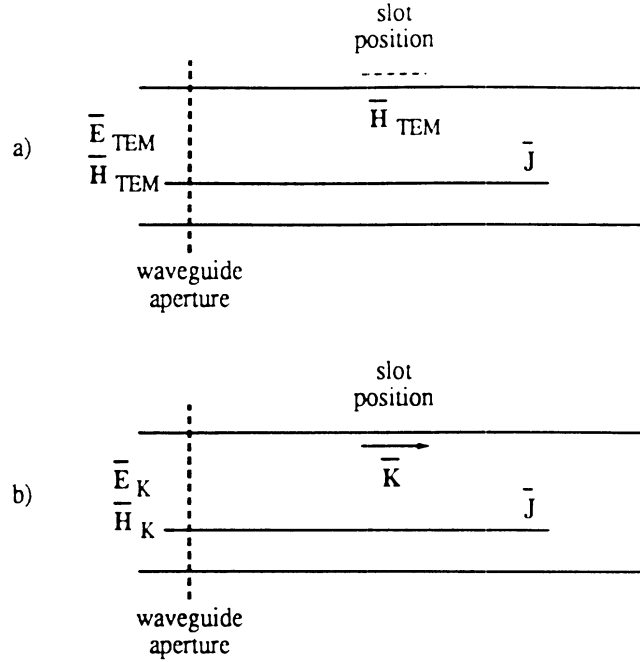 slot
position
H̅ TEM
a)
E̅ TEM
H̅ TEM
J̅
waveguide
aperture
slot
position
K̅
b)
E̅ K
H̅ K
J̅
waveguide
aperture